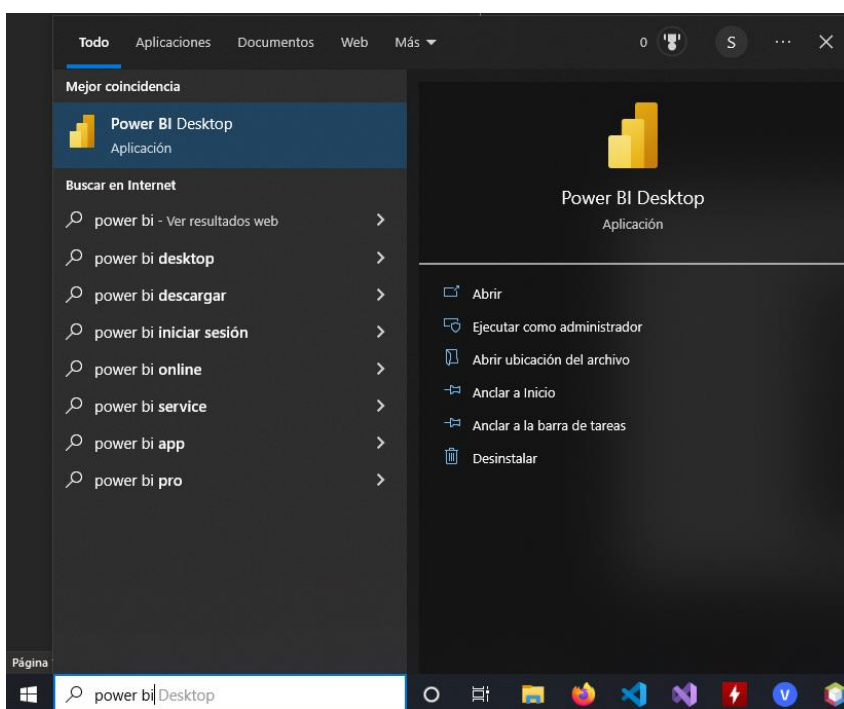 Todo Aplicaciones Documentos Web Más 0 S ...
Mejor coincidencia
Power BI Desktop
Aplicación
Buscar en Internet
power bi - Ver resultados web
power bi desktop
power bi descargar
power bi iniciar sesión
power bi online
power bi service
power bi app
power bi pro
Power BI Desktop
Aplicación
Abrir
Ejecutar como administrador
Abrir ubicación del archivo
Anclar a Inicio
Anclar a la barra de tareas
Desinstalar
Página
power bi Desktop
V